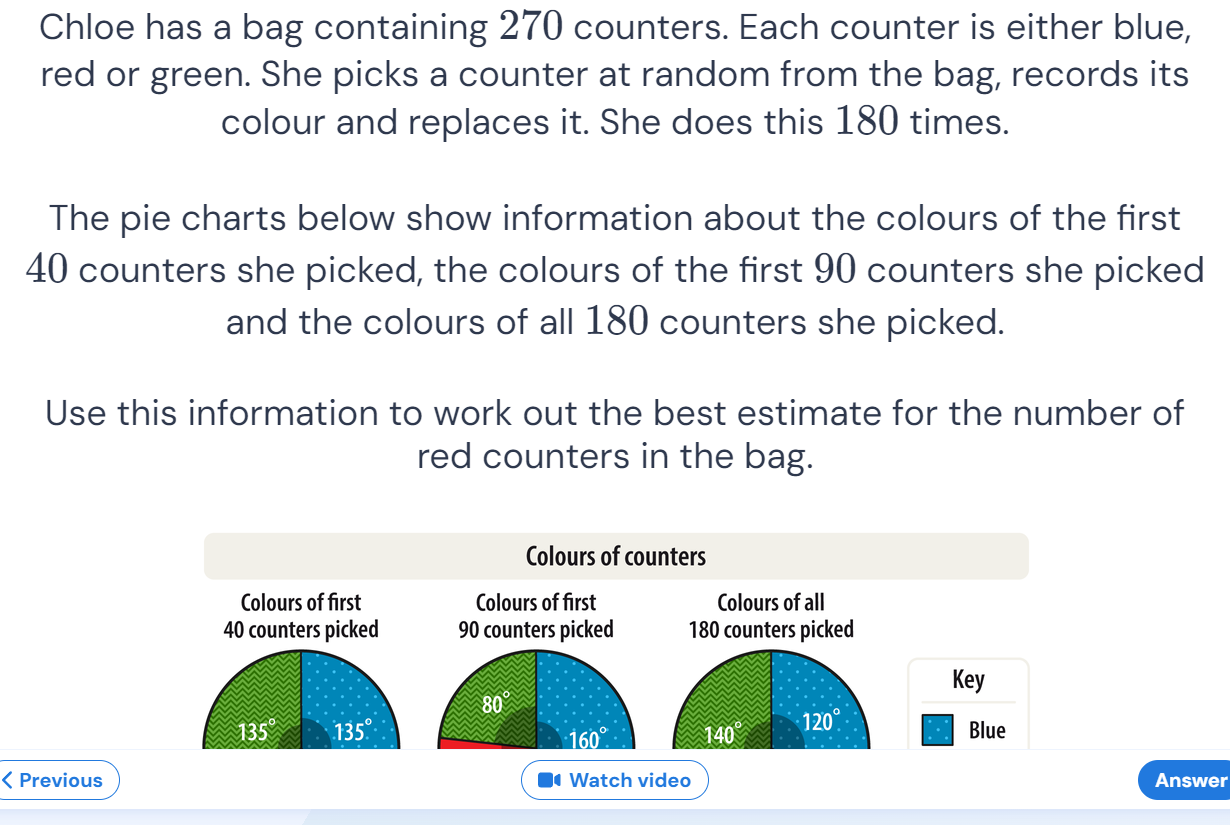 Chloe has a bag containing 270 counters. Each counter is either blue,
red or green. She picks a counter at random from the bag, records its
colour and replaces it. She does this 180 times.
The pie charts below show information about the colours of the first
40 counters she picked, the colours of the first 90 counters she picked
and the colours of all 180 counters she picked.
Use this information to work out the best estimate for the number of
red counters in the bag.
Colours of counters
Colours of first
40 counters picked
135° 135°
Colours of first
90 counters picked
80° 160°
Colours of all
180 counters picked
140° 120°
Key
Blue
Previous
Watch video
Answer